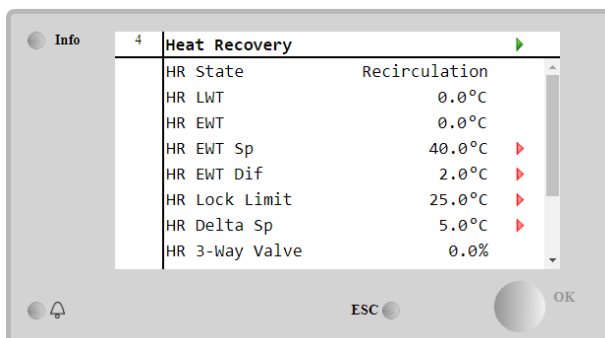 Info
4 Heat Recovery
HR State Recirculation
HR LWT 0.0°C
HR EWT 0.0°C
HR EWT Sp 40.0°C
HR EWT Dif 2.0°C
HR Lock Limit 25.0°C
HR Delta Sp 5.0°C
HR 3-Way Valve 0.0%
ESC
OK